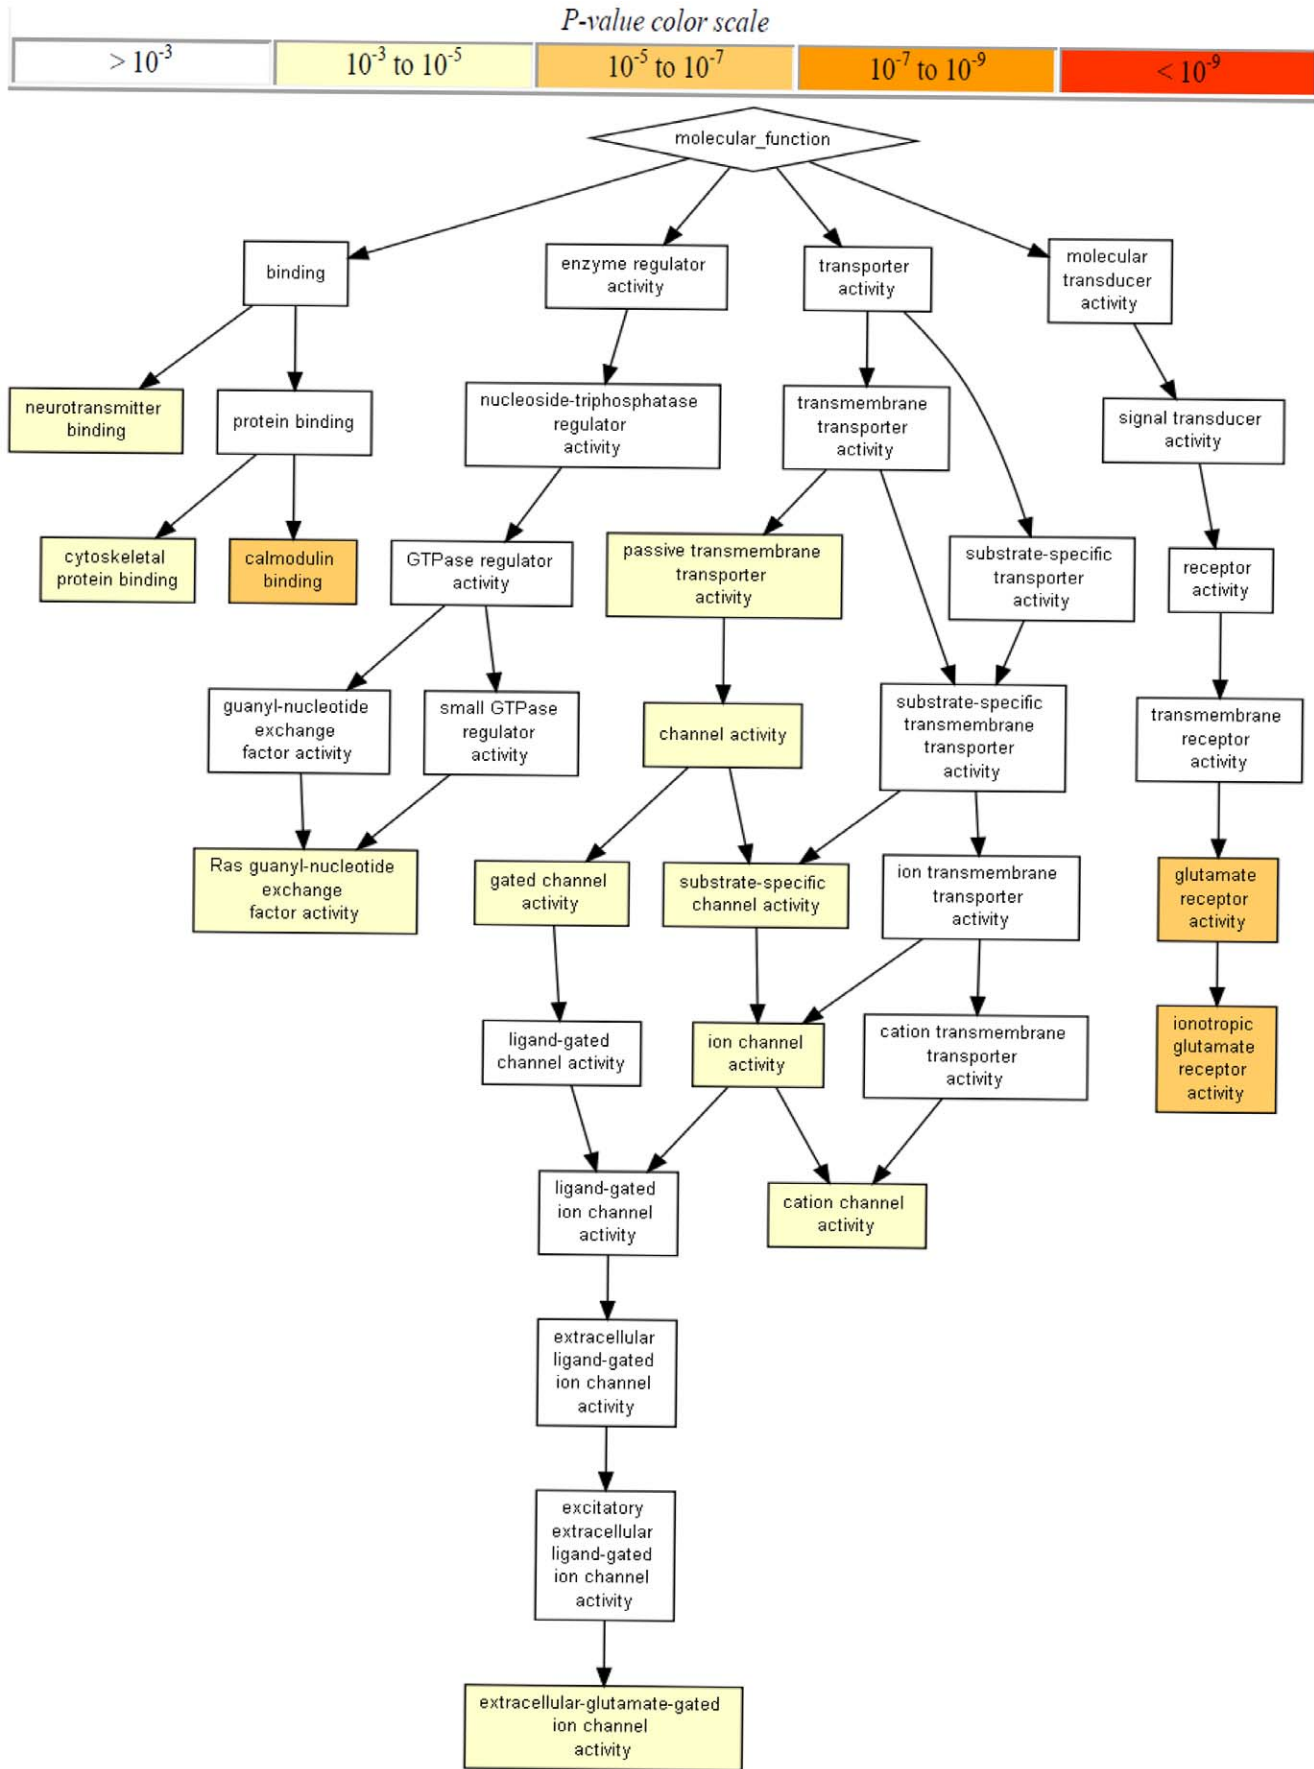 P-value color scale
> 10⁻³
10⁻³ to 10⁻⁵
10⁻⁵ to 10⁻⁷
10⁻⁷ to 10⁻⁹
< 10⁻⁹
molecular_function
binding
enzyme regulator
activity
transporter
activity
molecular
transducer
activity
neurotransmitter
binding
protein binding
nucleoside-triphosphatase
regulator
activity
transmembrane
transporter
activity
signal transducer
activity
cytoskeletal
protein binding
calmodulin
binding
GTPase regulator
activity
passive transmembrane
transporter
activity
substrate-specific
transporter
activity
receptor
activity
guanyl-nucleotide
exchange
factor activity
small GTPase
regulator
activity
channel activity
substrate-specific
transmembrane
transporter
activity
transmembrane
receptor
activity
Ras guanyl-nucleotide
exchange
factor activity
gated channel
activity
substrate-specific
channel activity
ion transmembrane
transporter
activity
glutamate
receptor
activity
ligand-gated
channel activity
ion channel
activity
cation transmembrane
transporter
activity
ionotropic
glutamate
receptor
activity
ligand-gated
ion channel
activity
cation channel
activity
extracellular
ligand-gated
ion channel
activity
excitatory
extracellular
ligand-gated
ion channel
activity
extracellular-glutamate-gated
ion channel
activity